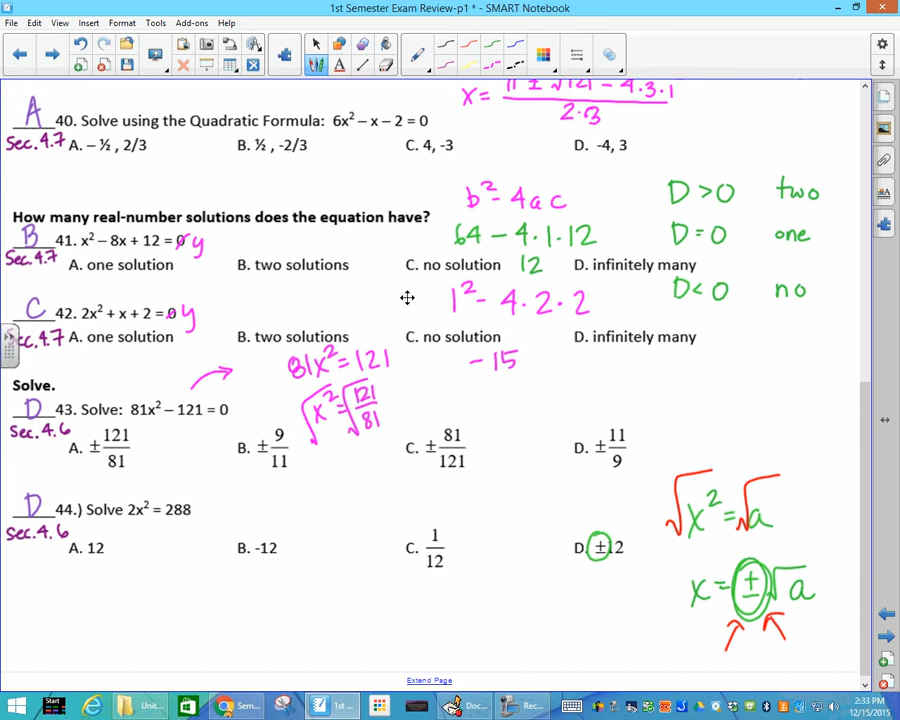 1st Semester Exam Review-p1 * - SMART Notebook
File Edit View Insert Format Tools Add-ons Help
x = 11 ± √121 – 4·3·1
2·3
A 40. Solve using the Quadratic Formula: 6x² – x – 2 = 0
Sec. 4.7 A. – ½ , 2/3 B. ½ , -2/3 C. 4, -3 D. -4, 3
b² – 4ac D > 0 two
How many real-number solutions does the equation have?
B 41. x² – 8x + 12 = 0 y 64 – 4·1·12 D = 0 one
Sec. 4.7 A. one solution B. two solutions C. no solution 12 D. infinitely many
1² – 4·2·2 D < 0 no
C 42. 2x² + x + 2 = 0 y
Sec. 4.7 A. one solution B. two solutions C. no solution D. infinitely many
81x² = 121 – 15
Solve.
√x² = √121/81
D 43. Solve: 81x² – 121 = 0
Sec. 4.6 A. ± 121/81 B. ± 9/11 C. ± 81/121 D. ± 11/9
D 44.) Solve 2x² = 288 √x² = √a
Sec. 4.6 A. 12 B. -12 C. 1/12 D. ±12
x = ± √a
Extend Page
Start Unit... Sem... 1st ... Doc... Rec...
2:33 PM
12/15/2015